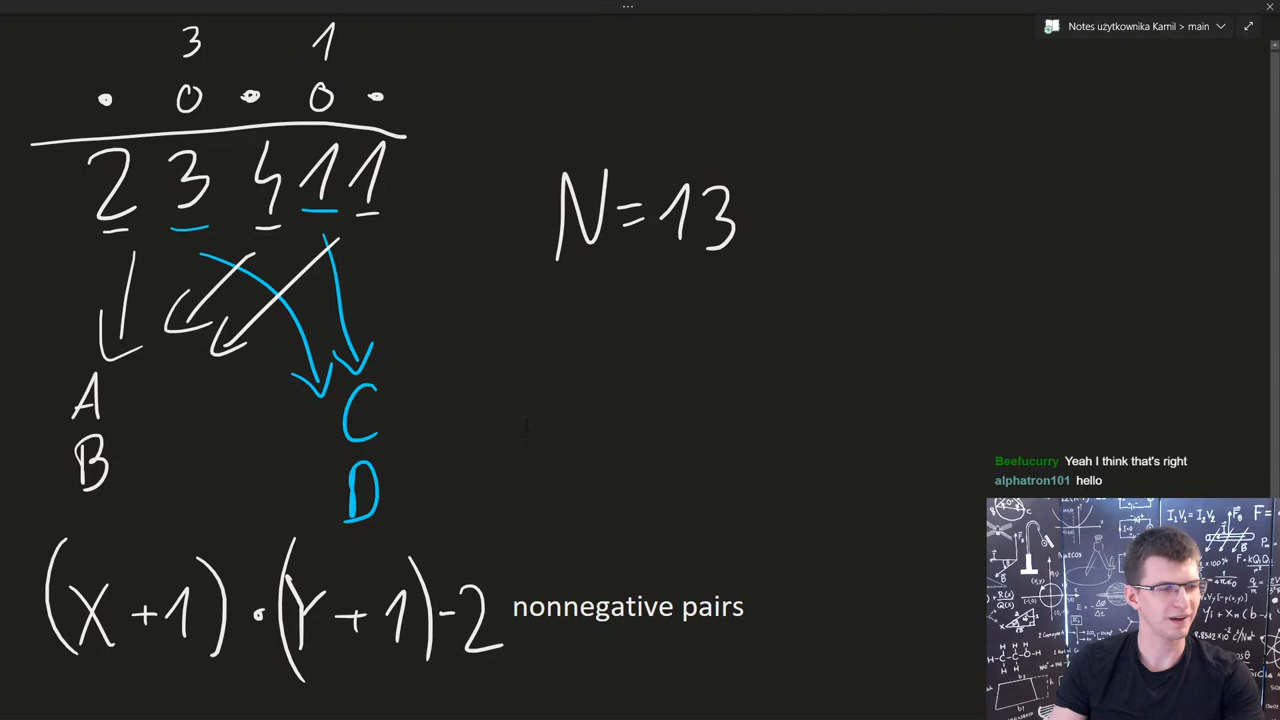 Notes użytkownika Kamil > main
3 1
• 0 • 0 •
2 3 4 1 1
N=13
A
B
C
D
Beefucurry Yeah I think that's right
alphatron101 hello
(X+1)•(Y+1)-2 nonnegative pairs